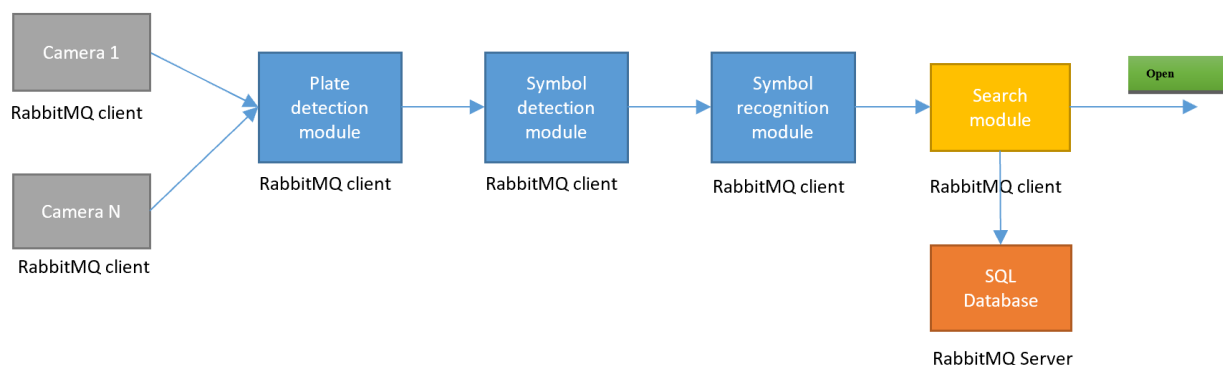 Camera 1
RabbitMQ client
Camera N
RabbitMQ client
Plate
detection
module
RabbitMQ client
Symbol
detection
module
RabbitMQ client
Symbol
recognition
module
RabbitMQ client
Search
module
RabbitMQ client
SQL
Database
RabbitMQ Server
Open